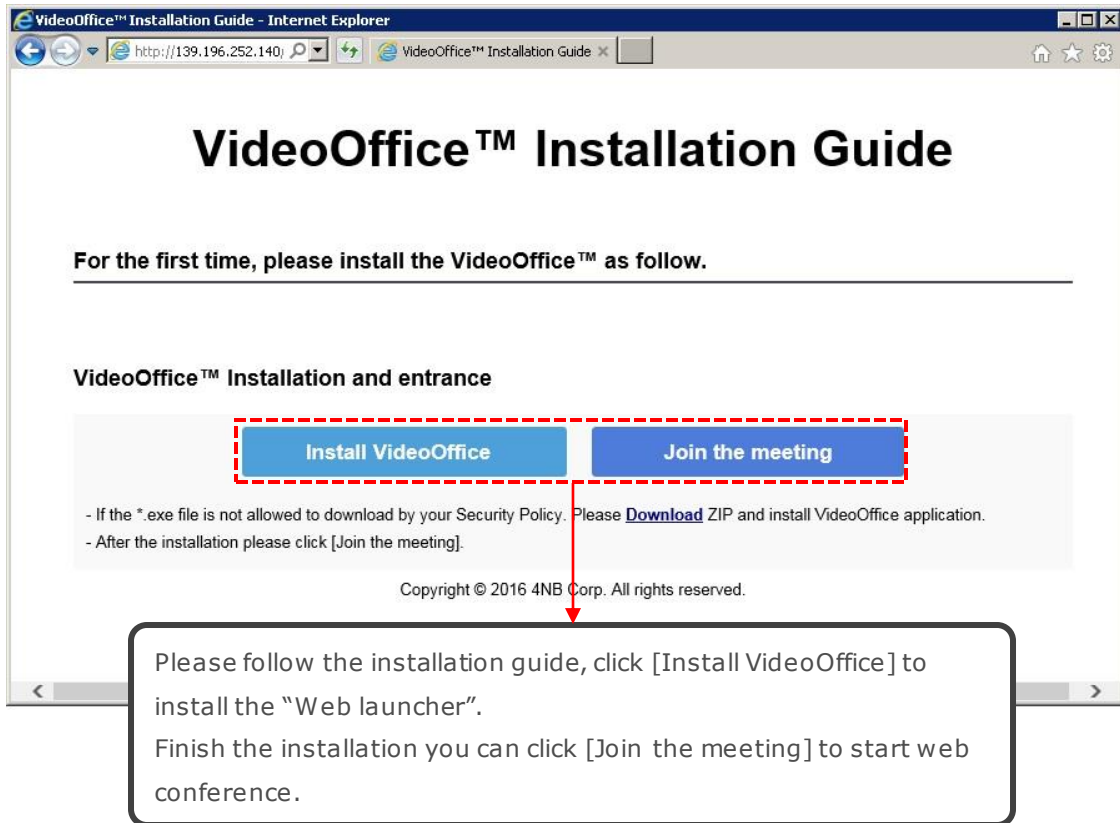 VideoOffice™ Installation Guide - Internet Explorer
http://139.196.252.140/
VideoOffice™ Installation Guide
VideoOffice™ Installation Guide
For the first time, please install the VideoOffice™ as follow.
VideoOffice™ Installation and entrance
Install VideoOffice
Join the meeting
- If the *.exe file is not allowed to download by your Security Policy. Please Download ZIP and install VideoOffice application.
- After the installation please click [Join the meeting].
Copyright © 2016 4NB Corp. All rights reserved.
Please follow the installation guide, click [Install VideoOffice] to
install the “Web launcher”.
Finish the installation you can click [Join the meeting] to start web
conference.